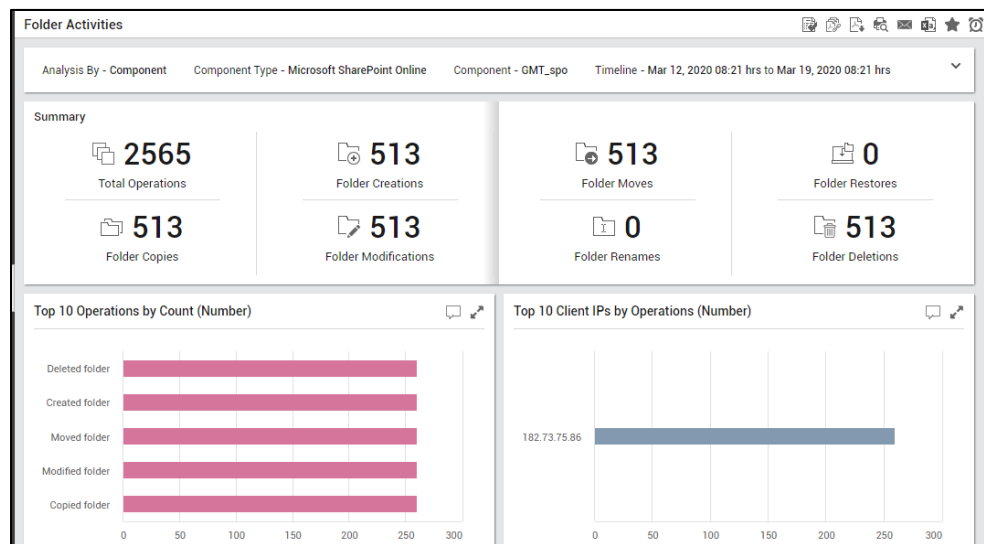 Folder Activities
Analysis By - Component Component Type - Microsoft SharePoint Online Component - GMT_spo Timeline - Mar 12, 2020 08:21 hrs to Mar 19, 2020 08:21 hrs
Summary
2565
Total Operations
513
Folder Creations
513
Folder Moves
0
Folder Restores
513
Folder Copies
513
Folder Modifications
0
Folder Renames
513
Folder Deletions
Top 10 Operations by Count (Number)
Deleted folder
Created folder
Moved folder
Modified folder
Copied folder
0 50 100 150 200 250 300
Top 10 Client IPs by Operations (Number)
182.73.75.86
0 50 100 150 200 250 300